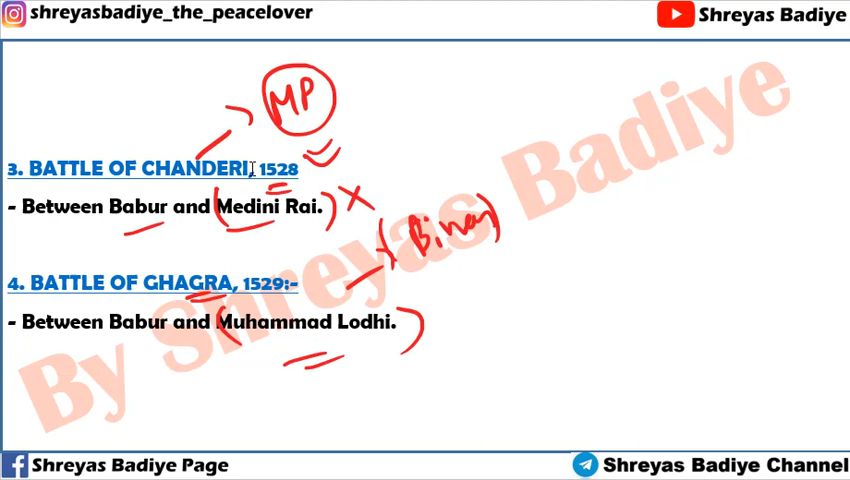 shreyasbadiye_the_peacelover
Shreyas Badiye
MP
3. BATTLE OF CHANDERI, 1528
- Between Babur and Medini Rai.
(Bihar)
4. BATTLE OF GHAGRA, 1529:-
- Between Babur and Muhammad Lodhi.
By Shreyas Badiye
Shreyas Badiye Page
Shreyas Badiye Channel